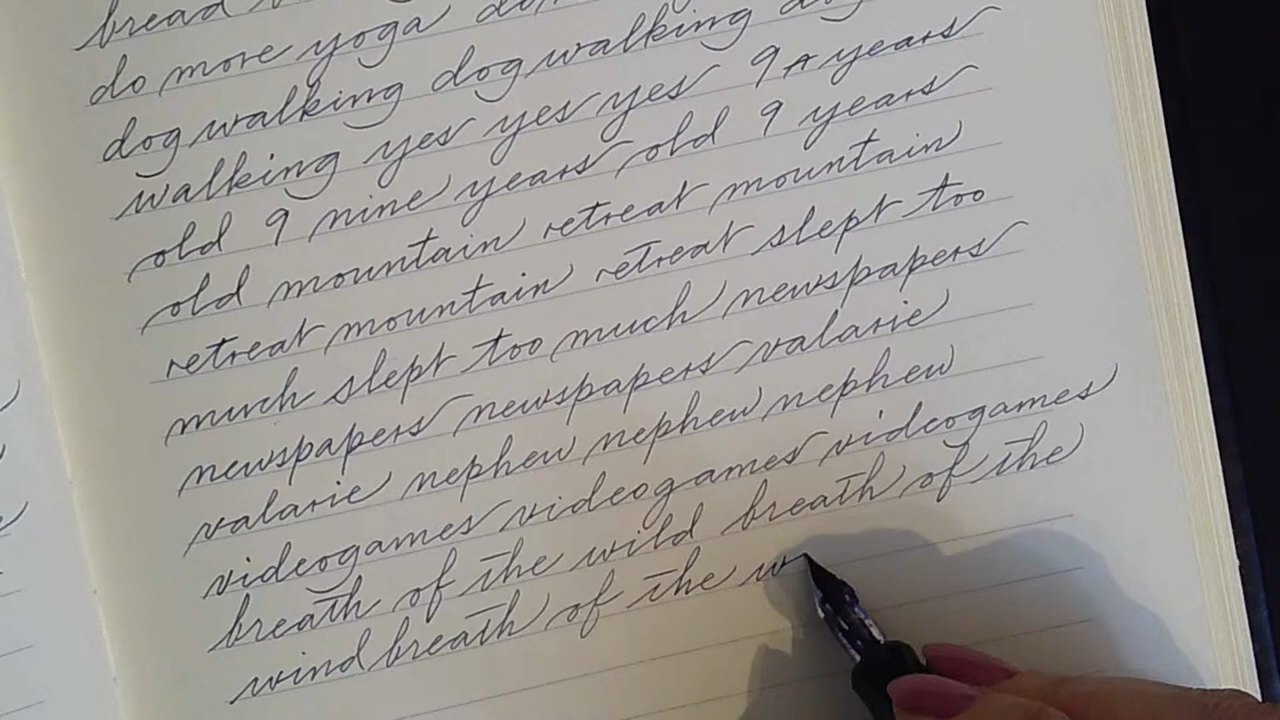 bread
do more yoga
dog walking dog walking
walking yes yes yes 9 A years
old 9 nine years old 9 years
old mountain retreat mountain
retreat mountain retreat slept too
much slept too much newspapers
newspapers newspapers valarie
valarie nephew nephew nephew
videogames videogames videogames
breath of the wild breath of the
wind breath of the w